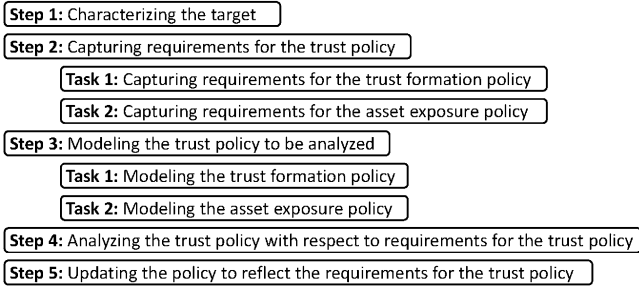 Step 1: Characterizing the target
Step 2: Capturing requirements for the trust policy
Task 1: Capturing requirements for the trust formation policy
Task 2: Capturing requirements for the asset exposure policy
Step 3: Modeling the trust policy to be analyzed
Task 1: Modeling the trust formation policy
Task 2: Modeling the asset exposure policy
Step 4: Analyzing the trust policy with respect to requirements for the trust policy
Step 5: Updating the policy to reflect the requirements for the trust policy